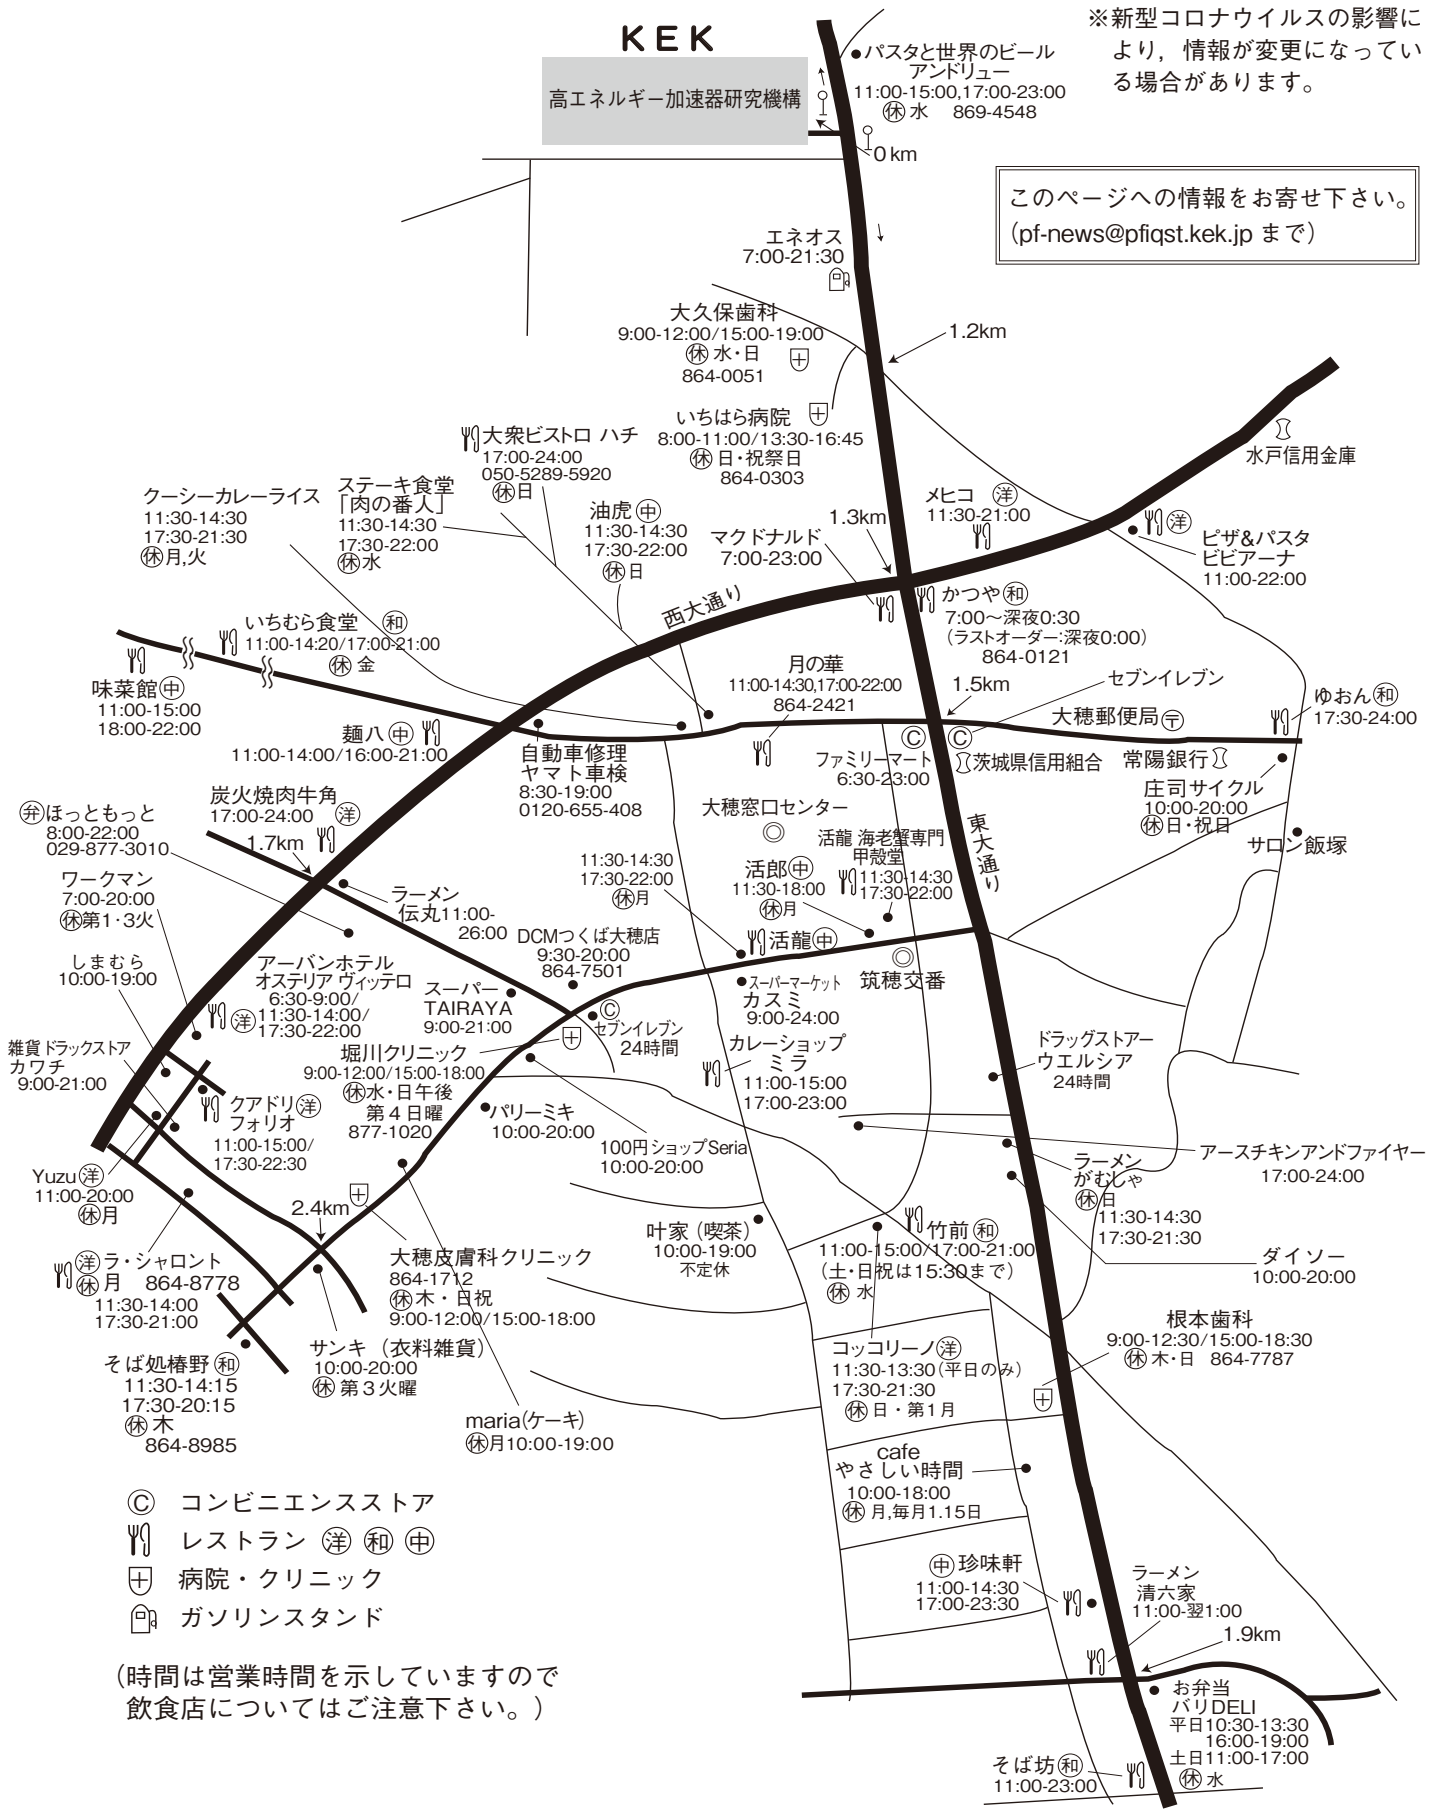 KEK
高エネルギー加速器研究機構
※新型コロナウイルスの影響に
より，情報が変更になってい
る場合があります。
パスタと世界のビール
アンドリュー
11:00-15:00,17:00-23:00
㊡水 869-4548
0 km
このページへの情報をお寄せ下さい。
(pf-news@pfiqst.kek.jp まで)
エネオス
7:00-21:30
大久保歯科
9:00-12:00/15:00-19:00
㊡水・日
864-0051
1.2km
いちはら病院
8:00-11:00/13:30-16:45
㊡日・祝祭日
864-0303
水戸信用金庫
大衆ビストロ ハチ
17:00-24:00
050-5289-5920
㊡日
ステーキ食堂
「肉の番人」
11:30-14:30
17:30-22:00
㊡水
クーシーカレーライス
11:30-14:30
17:30-21:30
㊡月,火
油虎㊥
11:30-14:30
17:30-22:00
㊡日
マクドナルド
7:00-23:00
1.3km
メヒコ 洋
11:30-21:00
洋
ピザ&パスタ
ビビアーナ
11:00-22:00
西大通り
かつや和
7:00〜深夜0:30
(ラストオーダー:深夜0:00)
864-0121
いちむら食堂 和
11:00-14:20/17:00-21:00
㊡金
味菜館㊥
11:00-15:00
18:00-22:00
麺八㊥
11:00-14:00/16:00-21:00
自動車修理
ヤマト車検
8:30-19:00
0120-655-408
月の華
11:00-14:30,17:00-22:00
864-2421
1.5km
セブンイレブン
大穂郵便局〒
ゆおん和
17:30-24:00
C
C
ファミリーマート
6:30-23:00
茨城県信用組合
常陽銀行
庄司サイクル
10:00-20:00
㊡日・祝日
サロン飯塚
炭火焼肉牛角
17:00-24:00
洋
1.7km
弁ほっともっと
8:00-22:00
029-877-3010
ワークマン
7:00-20:00
㊡第1・3火
しまむら
10:00-19:00
ラーメン
伝丸11:00-
26:00
大穂窓口センター
◎
11:30-14:30
17:30-22:00
㊡月
活郎㊥
11:30-18:00
㊡月
活龍 海老蟹専門
甲殻堂
11:30-14:30
17:30-22:00
東大通り
活龍㊥
◎
筑穂交番
DCMつくば大穂店
9:30-20:00
864-7501
スーパーマーケット
カスミ
9:00-24:00
アーバンホテル
オステリア ヴィッテロ
6:30-9:00/
11:30-14:00/
17:30-22:00
洋
スーパー
TAIRAYA
9:00-21:00
C
セブンイレブン
24時間
雑貨 ドラックストア
カワチ
9:00-21:00
堀川クリニック
9:00-12:00/15:00-18:00
㊡水・日午後
第４日曜
877-1020
カレーショップ
ミラ
11:00-15:00
17:00-23:00
ドラッグストアー
ウエルシア
24時間
クアドリ洋
フォリオ
11:00-15:00/
17:30-22:30
パリーミキ
10:00-20:00
100円ショップSeria
10:00-20:00
アースチキンアンドファイヤー
17:00-24:00
ラーメン
がむしゃ
㊡日
11:30-14:30
17:30-21:30
Yuzu洋
11:00-20:00
㊡月
2.4km
叶家（喫茶）
10:00-19:00
不定休
竹前和
11:00-15:00/17:00-21:00
(土・日祝は15:30まで)
㊡水
ダイソー
10:00-20:00
洋ラ・シャロント
㊡月 864-8778
11:30-14:00
17:30-21:00
大穂皮膚科クリニック
864-1712
㊡木・日祝
9:00-12:00/15:00-18:00
根本歯科
9:00-12:30/15:00-18:30
㊡木・日 864-7787
そば処椿野和
11:30-14:15
17:30-20:15
㊡木
864-8985
サンキ（衣料雑貨）
10:00-20:00
㊡第３火曜
コッコリーノ洋
11:30-13:30(平日のみ)
17:30-21:30
㊡日・第１月
maria(ケーキ)
㊡月10:00-19:00
cafe
やさしい時間
10:00-18:00
㊡月,毎月1.15日
C コンビニエンスストア
レストラン 洋 和 ㊥
病院・クリニック
ガソリンスタンド
㊥珍味軒
11:00-14:30
17:00-23:30
ラーメン
清六家
11:00-翌1:00
1.9km
(時間は営業時間を示していますので
飲食店についてはご注意下さい。)
お弁当
バリDELI
平日10:30-13:30
16:00-19:00
土日11:00-17:00
㊡水
そば坊和
11:00-23:00